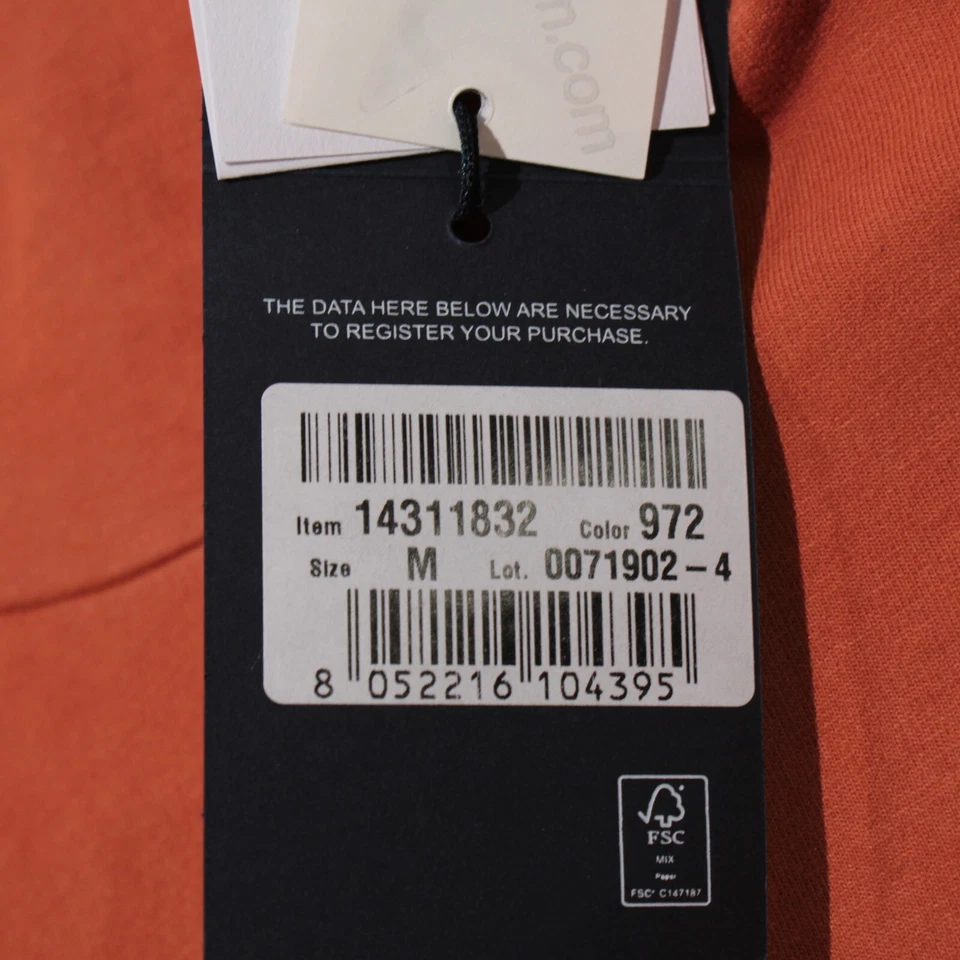 m.com
THE DATA HERE BELOW ARE NECESSARY
TO REGISTER YOUR PURCHASE.
Item 14311832 Color 972
Size M Lot. 0071902-4
8 052216 104395
FSC
MIX
Paper
FSC® C147187